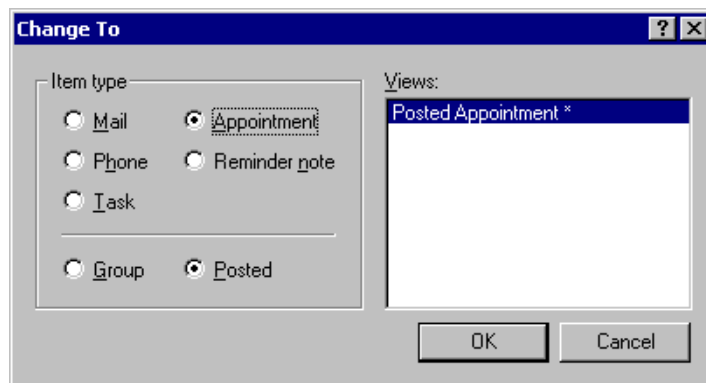 Change To
Item type
Mail
Appointment
Phone
Reminder note
Task
Group
Posted
Views:
Posted Appointment *
OK
Cancel